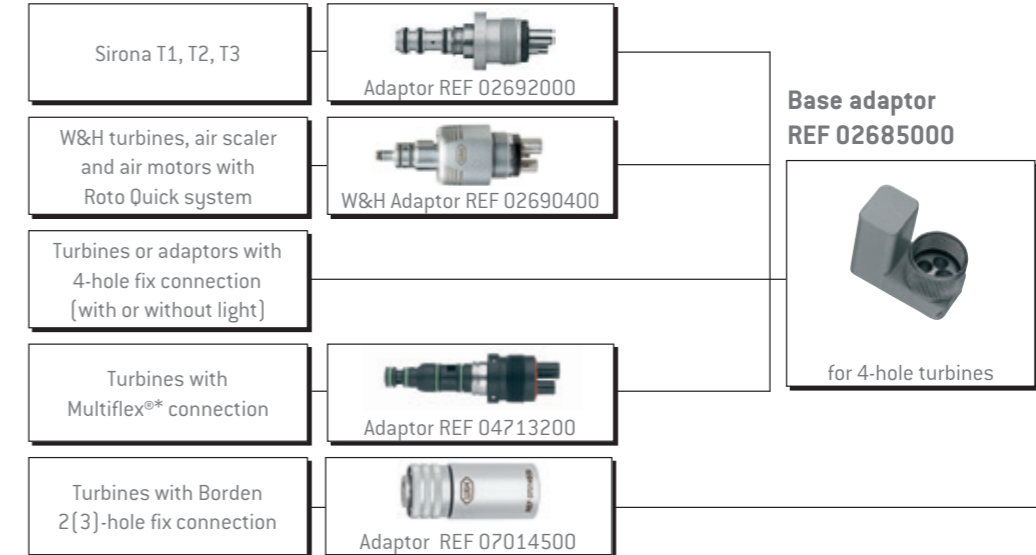 Sirona T1, T2, T3
Adaptor REF 02692000
W&H turbines, air scaler
and air motors with
Roto Quick system
W&H Adaptor REF 02690400
Turbines or adaptors with
4-hole fix connection
(with or without light)
Turbines with
Multiflex®* connection
Adaptor REF 04713200
Turbines with Borden
2(3)-hole fix connection
Adaptor REF 07014500
Base adaptor
REF 02685000
for 4-hole turbines